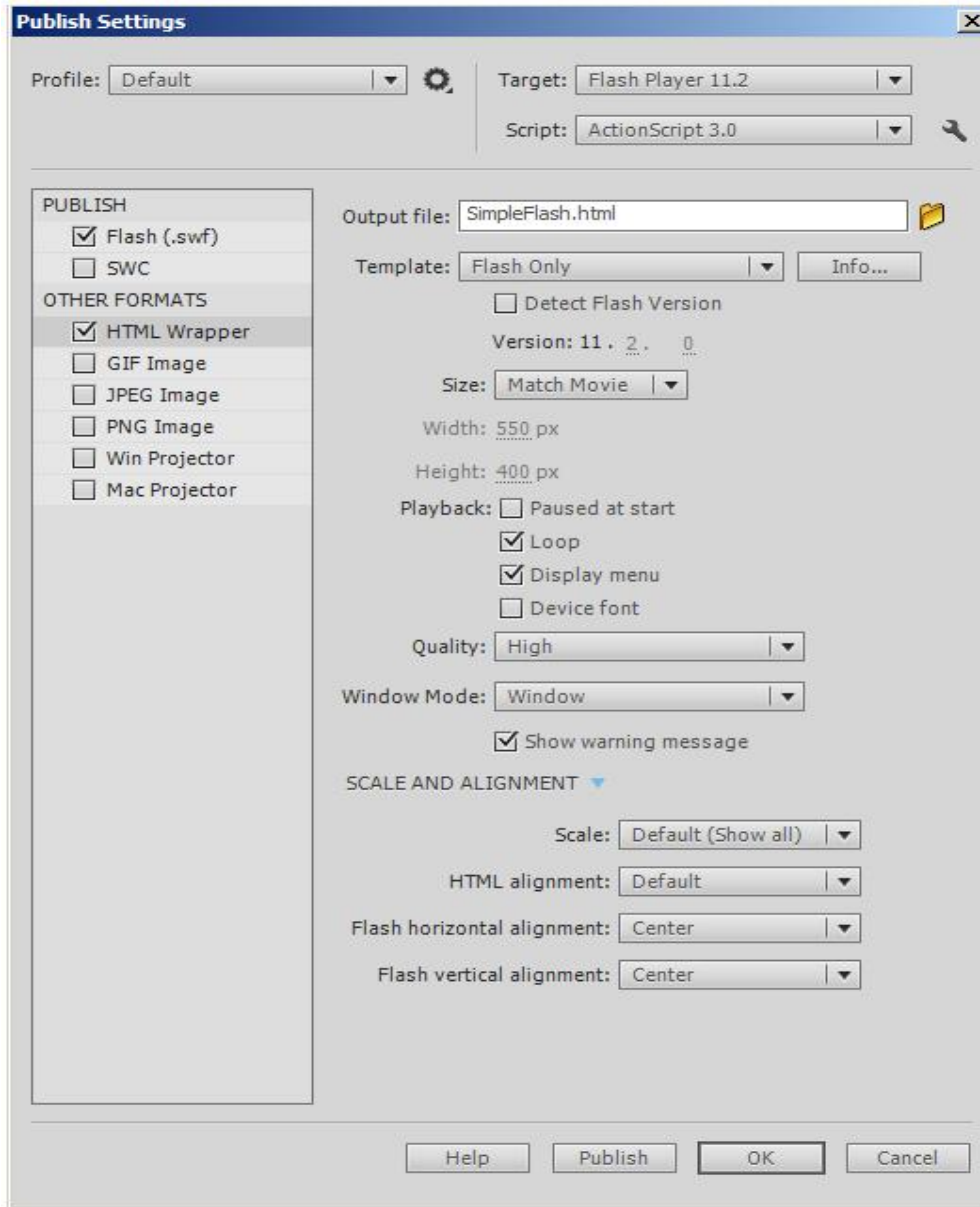 Publish Settings
Profile: Default
Target: Flash Player 11.2
Script: ActionScript 3.0
PUBLISH
Flash (.swf)
SWC
OTHER FORMATS
HTML Wrapper
GIF Image
JPEG Image
PNG Image
Win Projector
Mac Projector
Output file: SimpleFlash.html
Template: Flash Only Info...
Detect Flash Version
Version: 11 . 2 . 0
Size: Match Movie
Width: 550 px
Height: 400 px
Playback: Paused at start
Loop
Display menu
Device font
Quality: High
Window Mode: Window
Show warning message
SCALE AND ALIGNMENT
Scale: Default (Show all)
HTML alignment: Default
Flash horizontal alignment: Center
Flash vertical alignment: Center
Help Publish OK Cancel